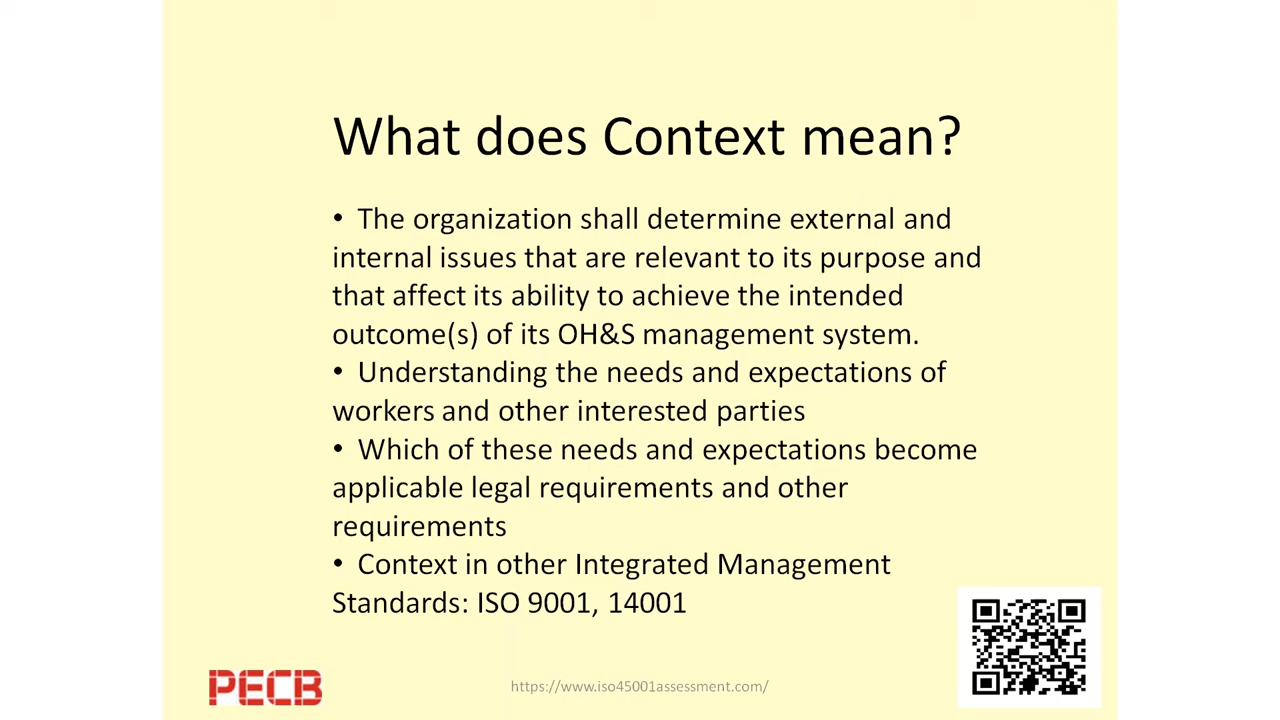 What does Context mean?
• The organization shall determine external and
internal issues that are relevant to its purpose and
that affect its ability to achieve the intended
outcome(s) of its OH&S management system.
• Understanding the needs and expectations of
workers and other interested parties
• Which of these needs and expectations become
applicable legal requirements and other
requirements
• Context in other Integrated Management
Standards: ISO 9001, 14001
PECB
https://www.iso45001assessment.com/